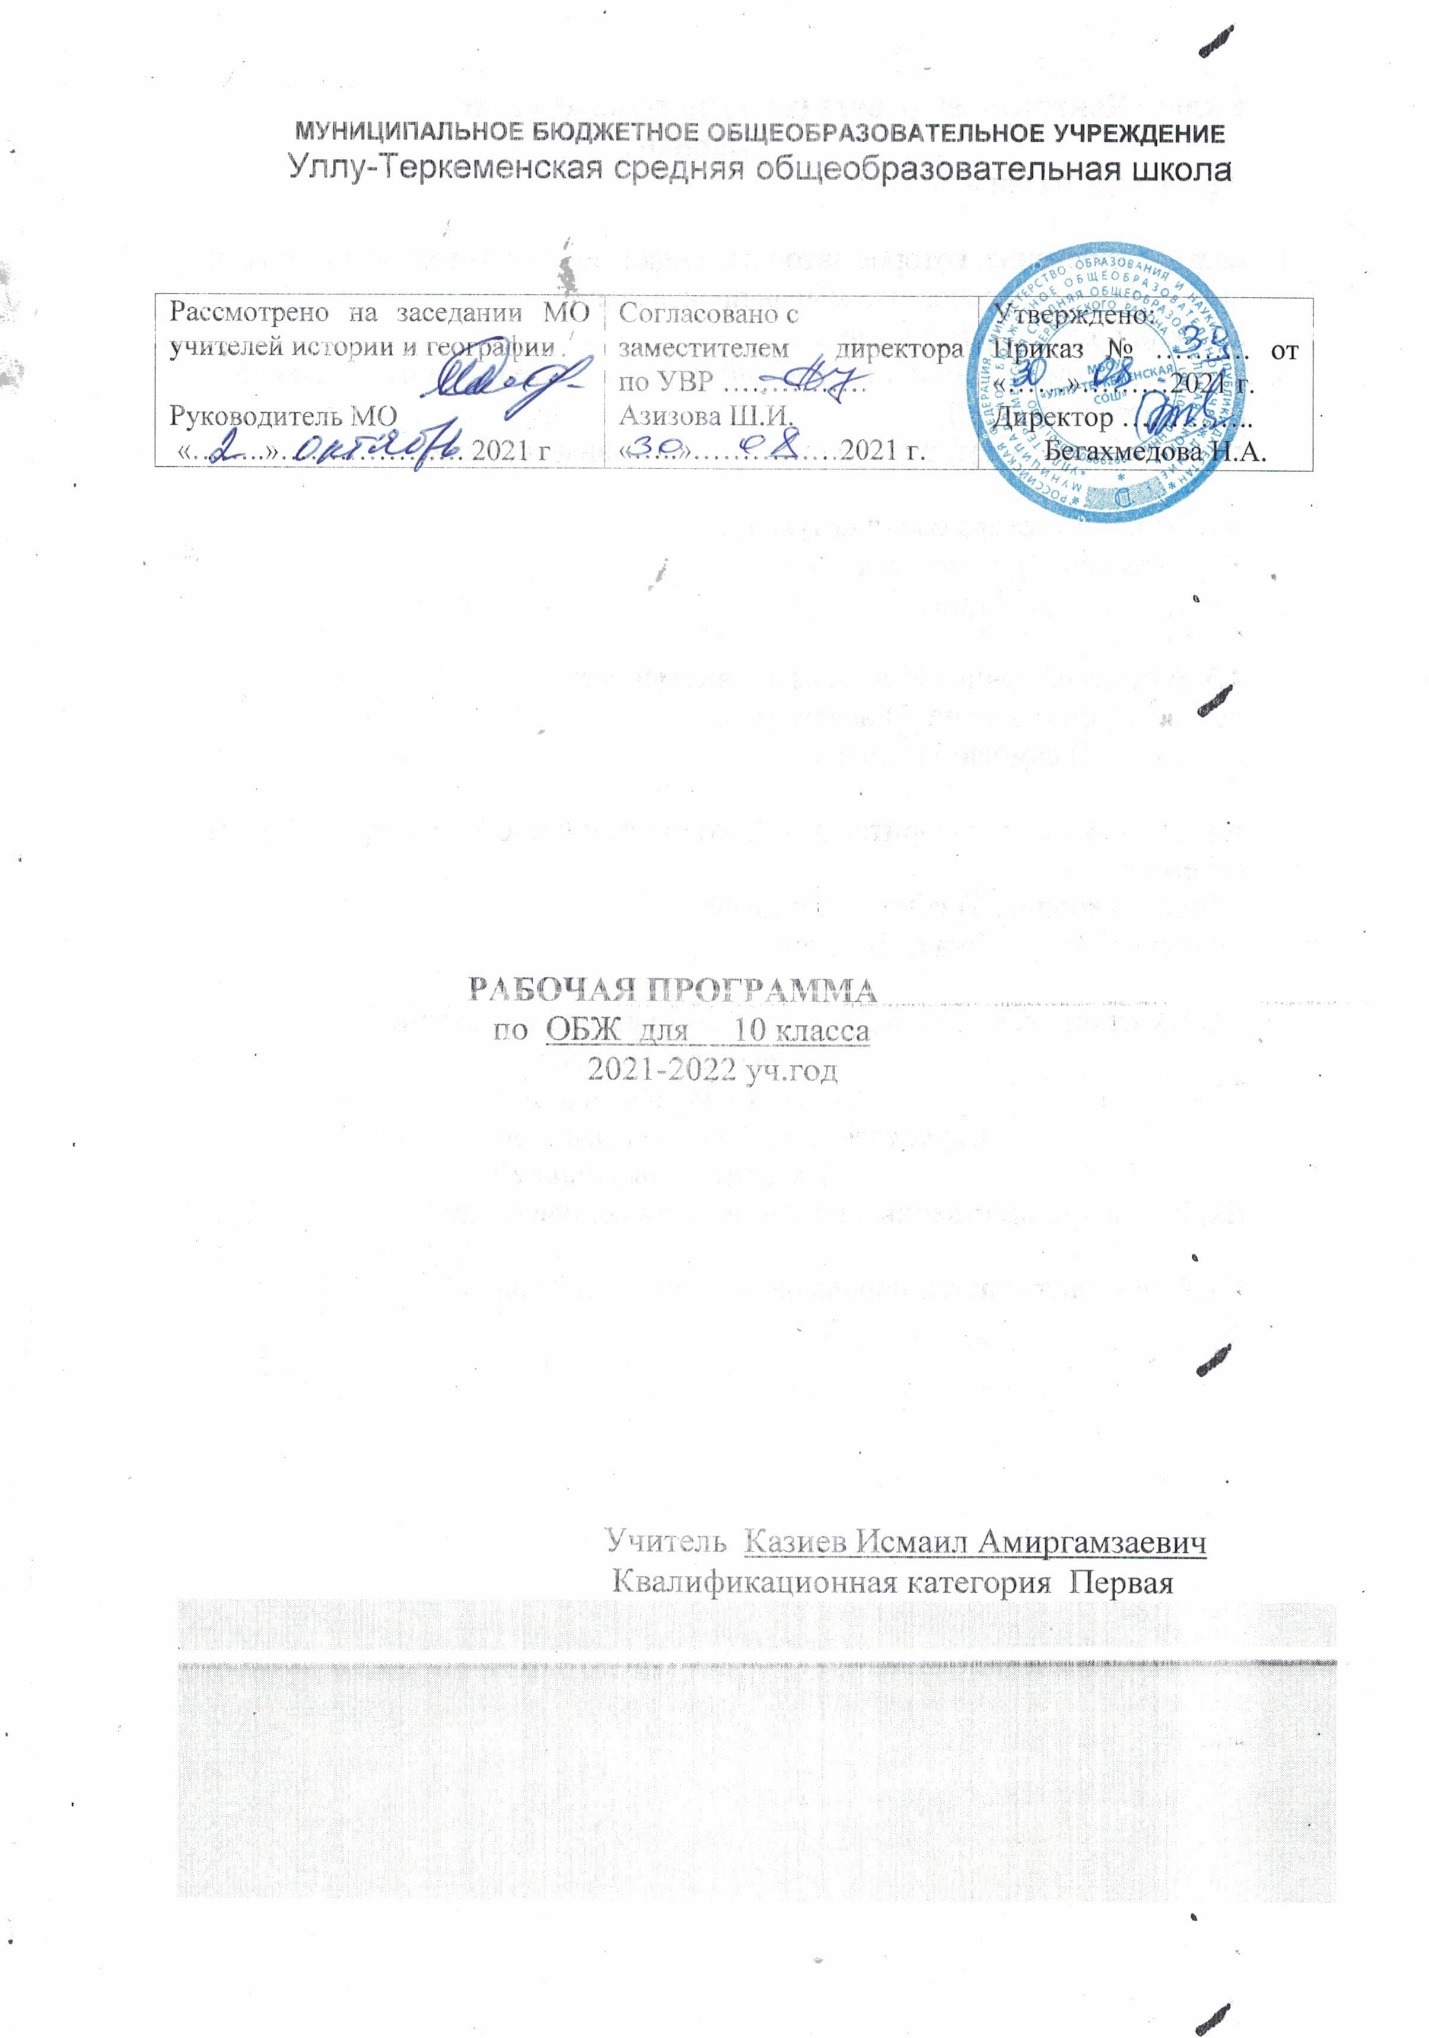 МУНИЦИПАЛЬНОЕ БЮДЖЕТНОЕ ОБЩЕОБРАЗОВАТЕЛЬНОЕ УЧРЕЖДЕНИЕ
Уллу-Теркеменская средняя общеобразовательная школа
Рассмотрено на заседании МО
учителей истории и географии
Руководитель МО
«…2…»…октябрь…2021 г
Согласовано с
заместителем директора
по УВР ………………
Азизова Ш.И.
«…30…»……08……2021 г.
Утверждено:
Приказ № …39… от
«…30…»…08……2021 г.
Директор ……………
Бегахмедова Н.А.
РАБОЧАЯ ПРОГРАММА
по ОБЖ для 10 класса
2021-2022 уч.год
Учитель Казиев Исмаил Амиргамзаевич
Квалификационная категория Первая